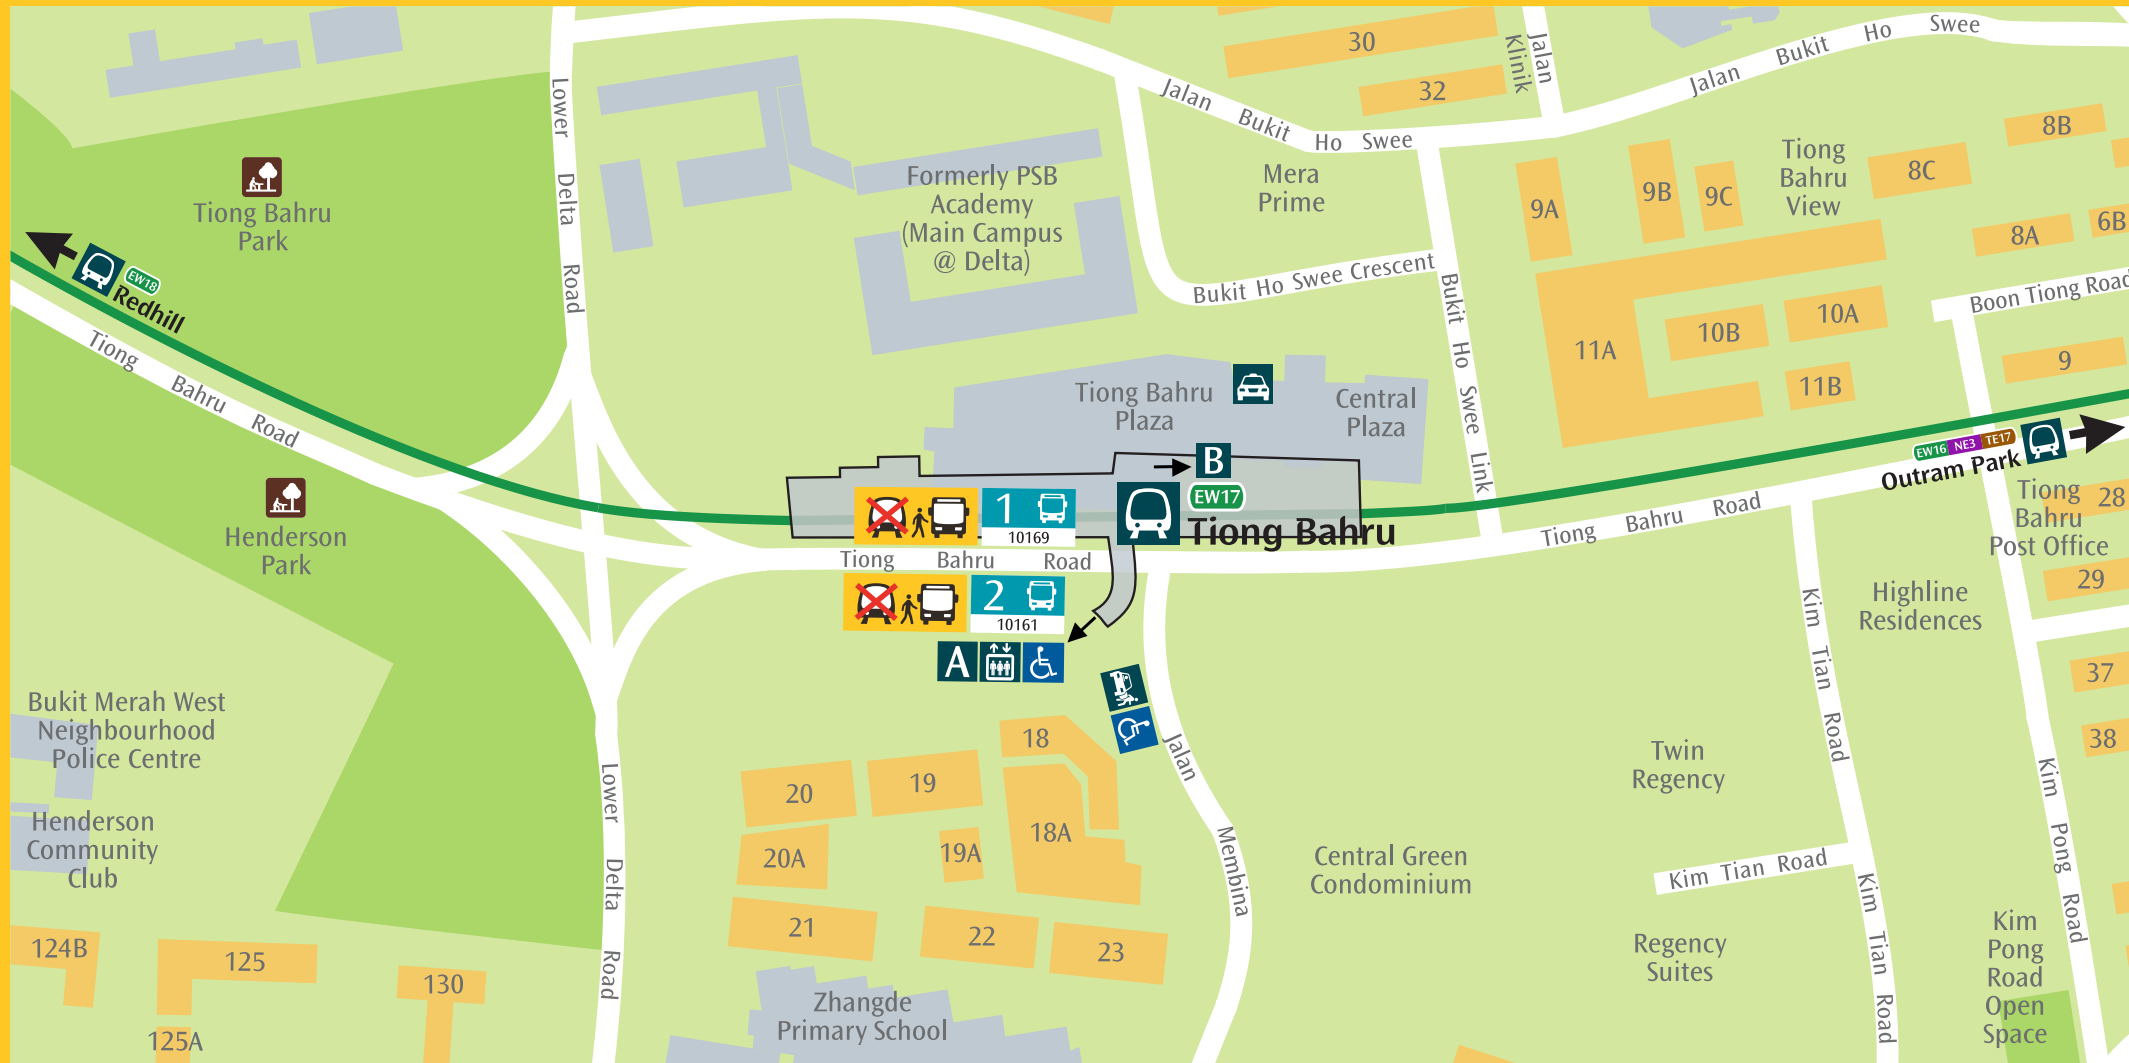 30
32
Jalan
Klinik
Jalan Bukit Ho Swee
Jalan Bukit Ho Swee
Lower Delta Road
Tiong Bahru
Park
Formerly PSB
Academy
(Main Campus
@ Delta)
Mera
Prime
9A
9B
9C
Tiong
Bahru
View
8C
8B
8A
6B
EW18
Redhill
Tiong Bahru Road
Bukit Ho Swee Crescent
Bukit Ho Swee Link
11A
10B
10A
11B
Boon Tiong Road
9
Tiong Bahru
Plaza
Central
Plaza
B
EW17
Tiong Bahru
1
10169
Tiong Bahru Road
2
10161
A
Henderson
Park
EW16 NE3 TE17
Outram Park
Tiong Bahru Road
Tiong
Bahru
Post Office
28
29
Highline
Residences
Kim Tian Road
37
38
Bukit Merah West
Neighbourhood
Police Centre
Henderson
Community
Club
Lower Delta Road
18
19
20
18A
19A
20A
21
22
23
Jalan Membina
Twin
Regency
Central Green
Condominium
Kim Tian Road
Kim Tian Road
Kim Pong Road
Regency
Suites
Kim
Pong
Road
Open
Space
124B
125
130
125A
Zhangde
Primary School